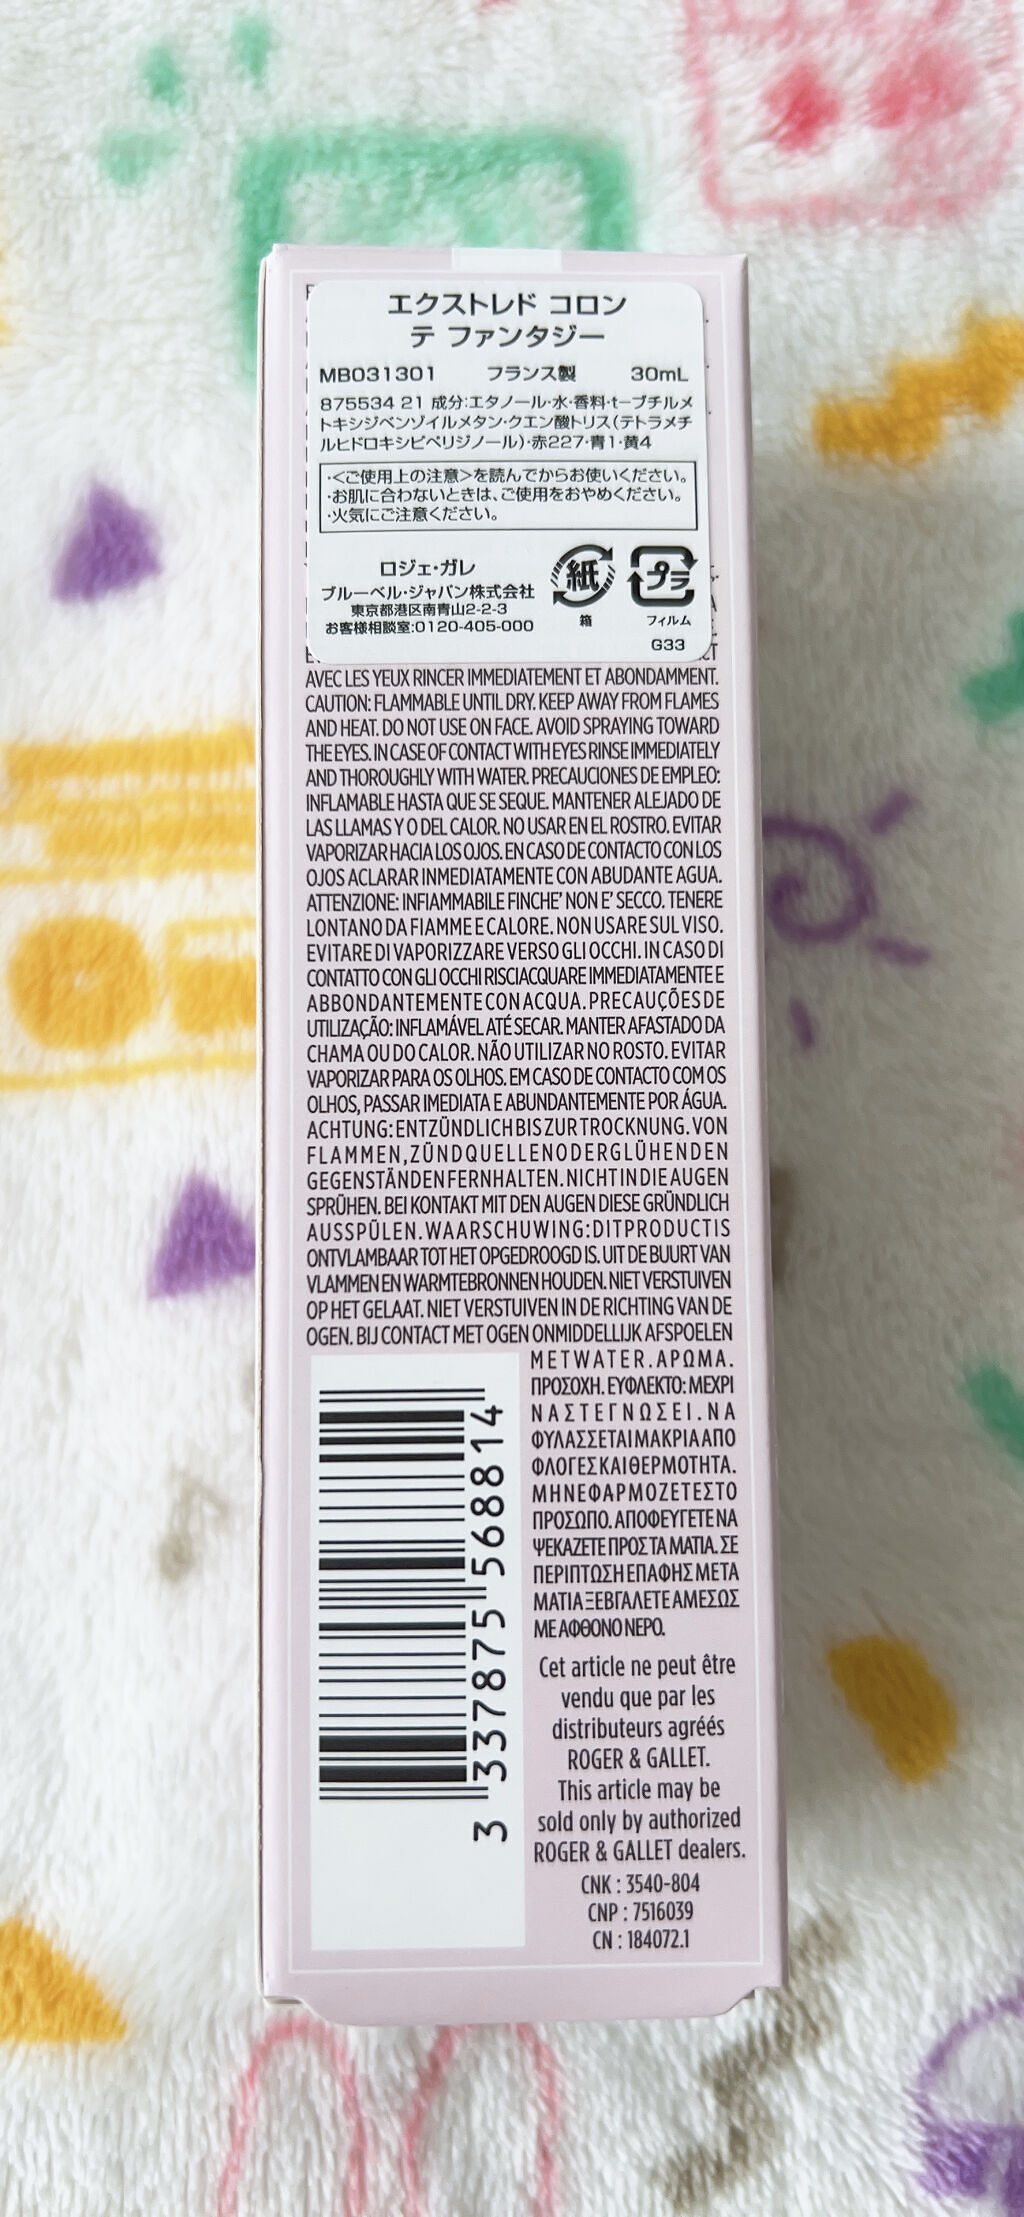 エクストレド コロン
テ ファンタジー
MB031301 フランス製 30mL
875534 21 成分:エタノール・水・香料・t-ブチルメ
トキシジベンゾイルメタン・クエン酸トリス(テトラメチ
ルヒドロキシピペリジノール)・赤227・青1・黄4
・<ご使用上の注意>を読んでからお使いください。
・お肌に合わないときは、ご使用をおやめください。
・火気にご注意ください。
ロジェ・ガレ
ブルーベル・ジャパン株式会社
東京都港区南青山2-2-3
お客様相談室:0120-405-000
紙
箱
プラ
フィルム
G33
AVEC LES YEUX RINCER IMMEDIATEMENT ET ABONDAMMENT.
CAUTION: FLAMMABLE UNTIL DRY. KEEP AWAY FROM FLAMES
AND HEAT. DO NOT USE ON FACE. AVOID SPRAYING TOWARD
THE EYES. IN CASE OF CONTACT WITH EYES RINSE IMMEDIATELY
AND THOROUGHLY WITH WATER. PRECAUCIONES DE EMPLEO:
INFLAMABLE HASTA QUE SE SEQUE. MANTENER ALEJADO DE
LAS LLAMAS Y O DEL CALOR. NO USAR EN EL ROSTRO. EVITAR
VAPORIZAR HACIA LOS OJOS. EN CASO DE CONTACTO CON LOS
OJOS ACLARAR INMEDIATAMENTE CON ABUDANTE AGUA.
ATTENZIONE: INFIAMMABILE FINCHE' NON E' SECCO. TENERE
LONTANO DA FIAMME E CALORE. NON USARE SUL VISO.
EVITARE DI VAPORIZZARE VERSO GLI OCCHI. IN CASO DI
CONTATTO CON GLI OCCHI RISCIACQUARE IMMEDIATAMENTE E
ABBONDANTEMENTE CON ACQUA. PRECAUÇÕES DE
UTILIZAÇÃO: INFLAMÁVEL ATÉ SECAR. MANTER AFASTADO DA
CHAMA OU DO CALOR. NÃO UTILIZAR NO ROSTO. EVITAR
VAPORIZAR PARA OS OLHOS. EM CASO DE CONTACTO COM OS
OLHOS, PASSAR IMEDIATA E ABUNDANTEMENTE POR ÁGUA.
ACHTUNG: ENTZÜNDLICH BIS ZUR TROCKNUNG. VON
FLAMMEN, ZÜNDQUELLEN ODER GLÜHENDEN
GEGENSTÄNDEN FERNHALTEN. NICHT IN DIE AUGEN
SPRÜHEN. BEI KONTAKT MIT DEN AUGEN DIESE GRÜNDLICH
AUSSPÜLEN. WAARSCHUWING: DIT PRODUCT IS
ONTVLAMBAAR TOT HET OPGEDROOGD IS. UIT DE BUURT VAN
VLAMMEN EN WARMTEBRONNEN HOUDEN. NIET VERSTUIVEN
OP HET GELAAT. NIET VERSTUIVEN IN DE RICHTING VAN DE
OGEN. BIJ CONTACT MET OGEN ONMIDDELLIJK AFSPOELEN
MET WATER. ΑΡΩΜΑ.
ΠΡΟΣΟΧΗ. ΕΥΦΛΕΚΤΟ: ΜΕΧΡΙ
ΝΑ ΣΤΕΓΝΩΣΕΙ. ΝΑ
ΦΥΛΑΣΣΕΤΑΙ ΜΑΚΡΙΑ ΑΠΟ
ΦΛΟΓΕΣ ΚΑΙ ΘΕΡΜΟΤΗΤΑ.
ΜΗΝ ΕΦΑΡΜΟΖΕΤΕ ΣΤΟ
ΠΡΟΣΩΠΟ. ΑΠΟΦΕΥΓΕΤΕ ΝΑ
ΨΕΚΑΖΕΤΕ ΠΡΟΣ ΤΑ ΜΑΤΙΑ. ΣΕ
ΠΕΡΙΠΤΩΣΗ ΕΠΑΦΗΣ ΜΕ ΤΑ
ΜΑΤΙΑ ΞΕΒΓΑΛΕΤΕ ΑΜΕΣΩΣ
ΜΕ ΑΦΘΟΝΟ ΝΕΡΟ.
Cet article ne peut être
vendu que par les
distributeurs agréés
ROGER & GALLET.
This article may be
sold only by authorized
ROGER & GALLET dealers.
CNK : 3540-804
CNP : 7516039
CN : 184072.1
3 337875 568814